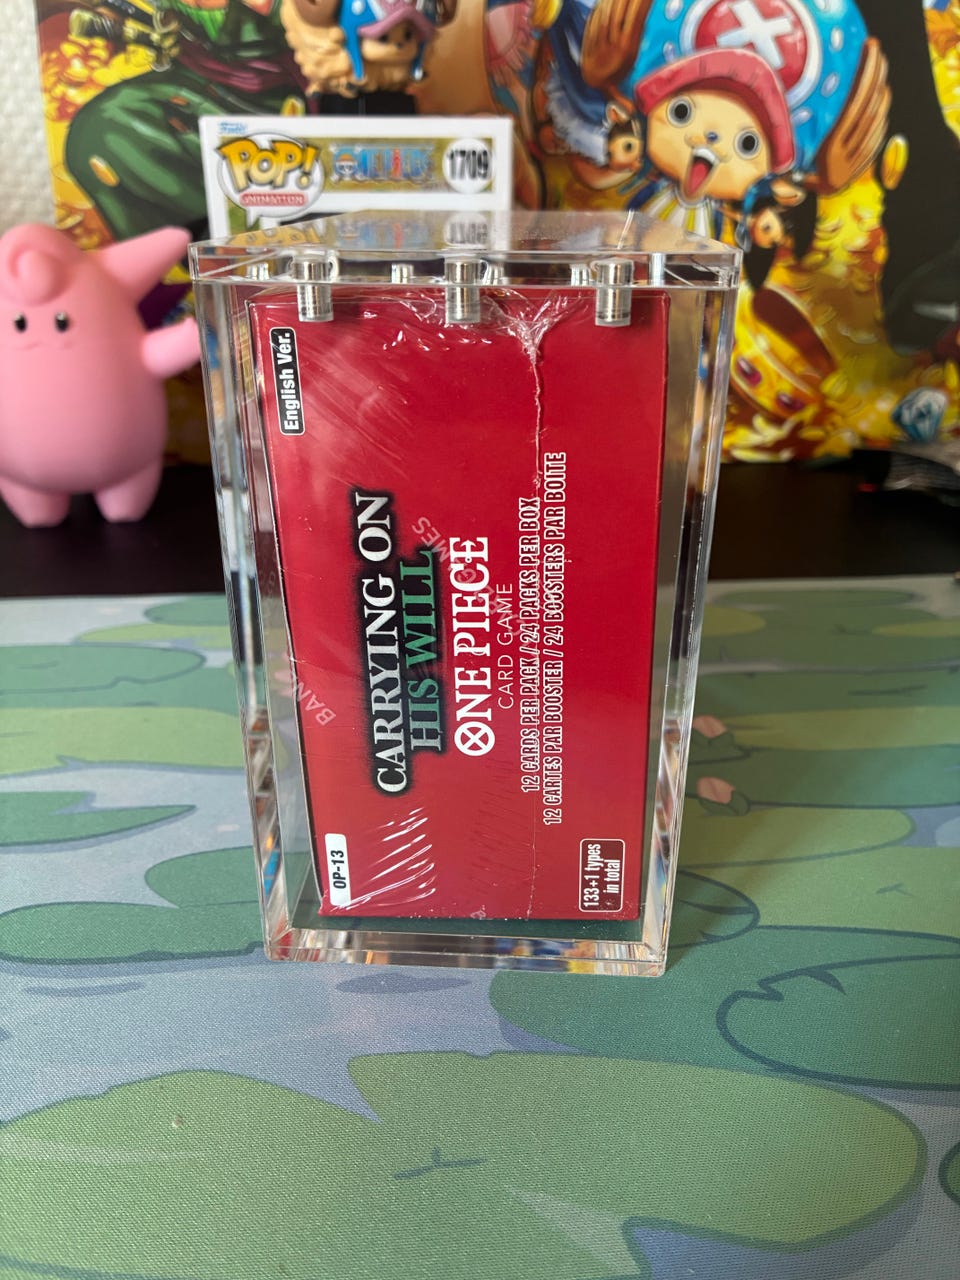 POP!
ANIMATION
ONE PIECE
1709
English Ver.
CARRYING ON
HIS WILL
ONE PIECE
CARD GAME
12 CARDS PER PACK / 24 PACKS PER BOX
12 CARTES PAR BOOSTER / 24 BOOSTERS PAR BOITE
OP-13
133+1 types
in total